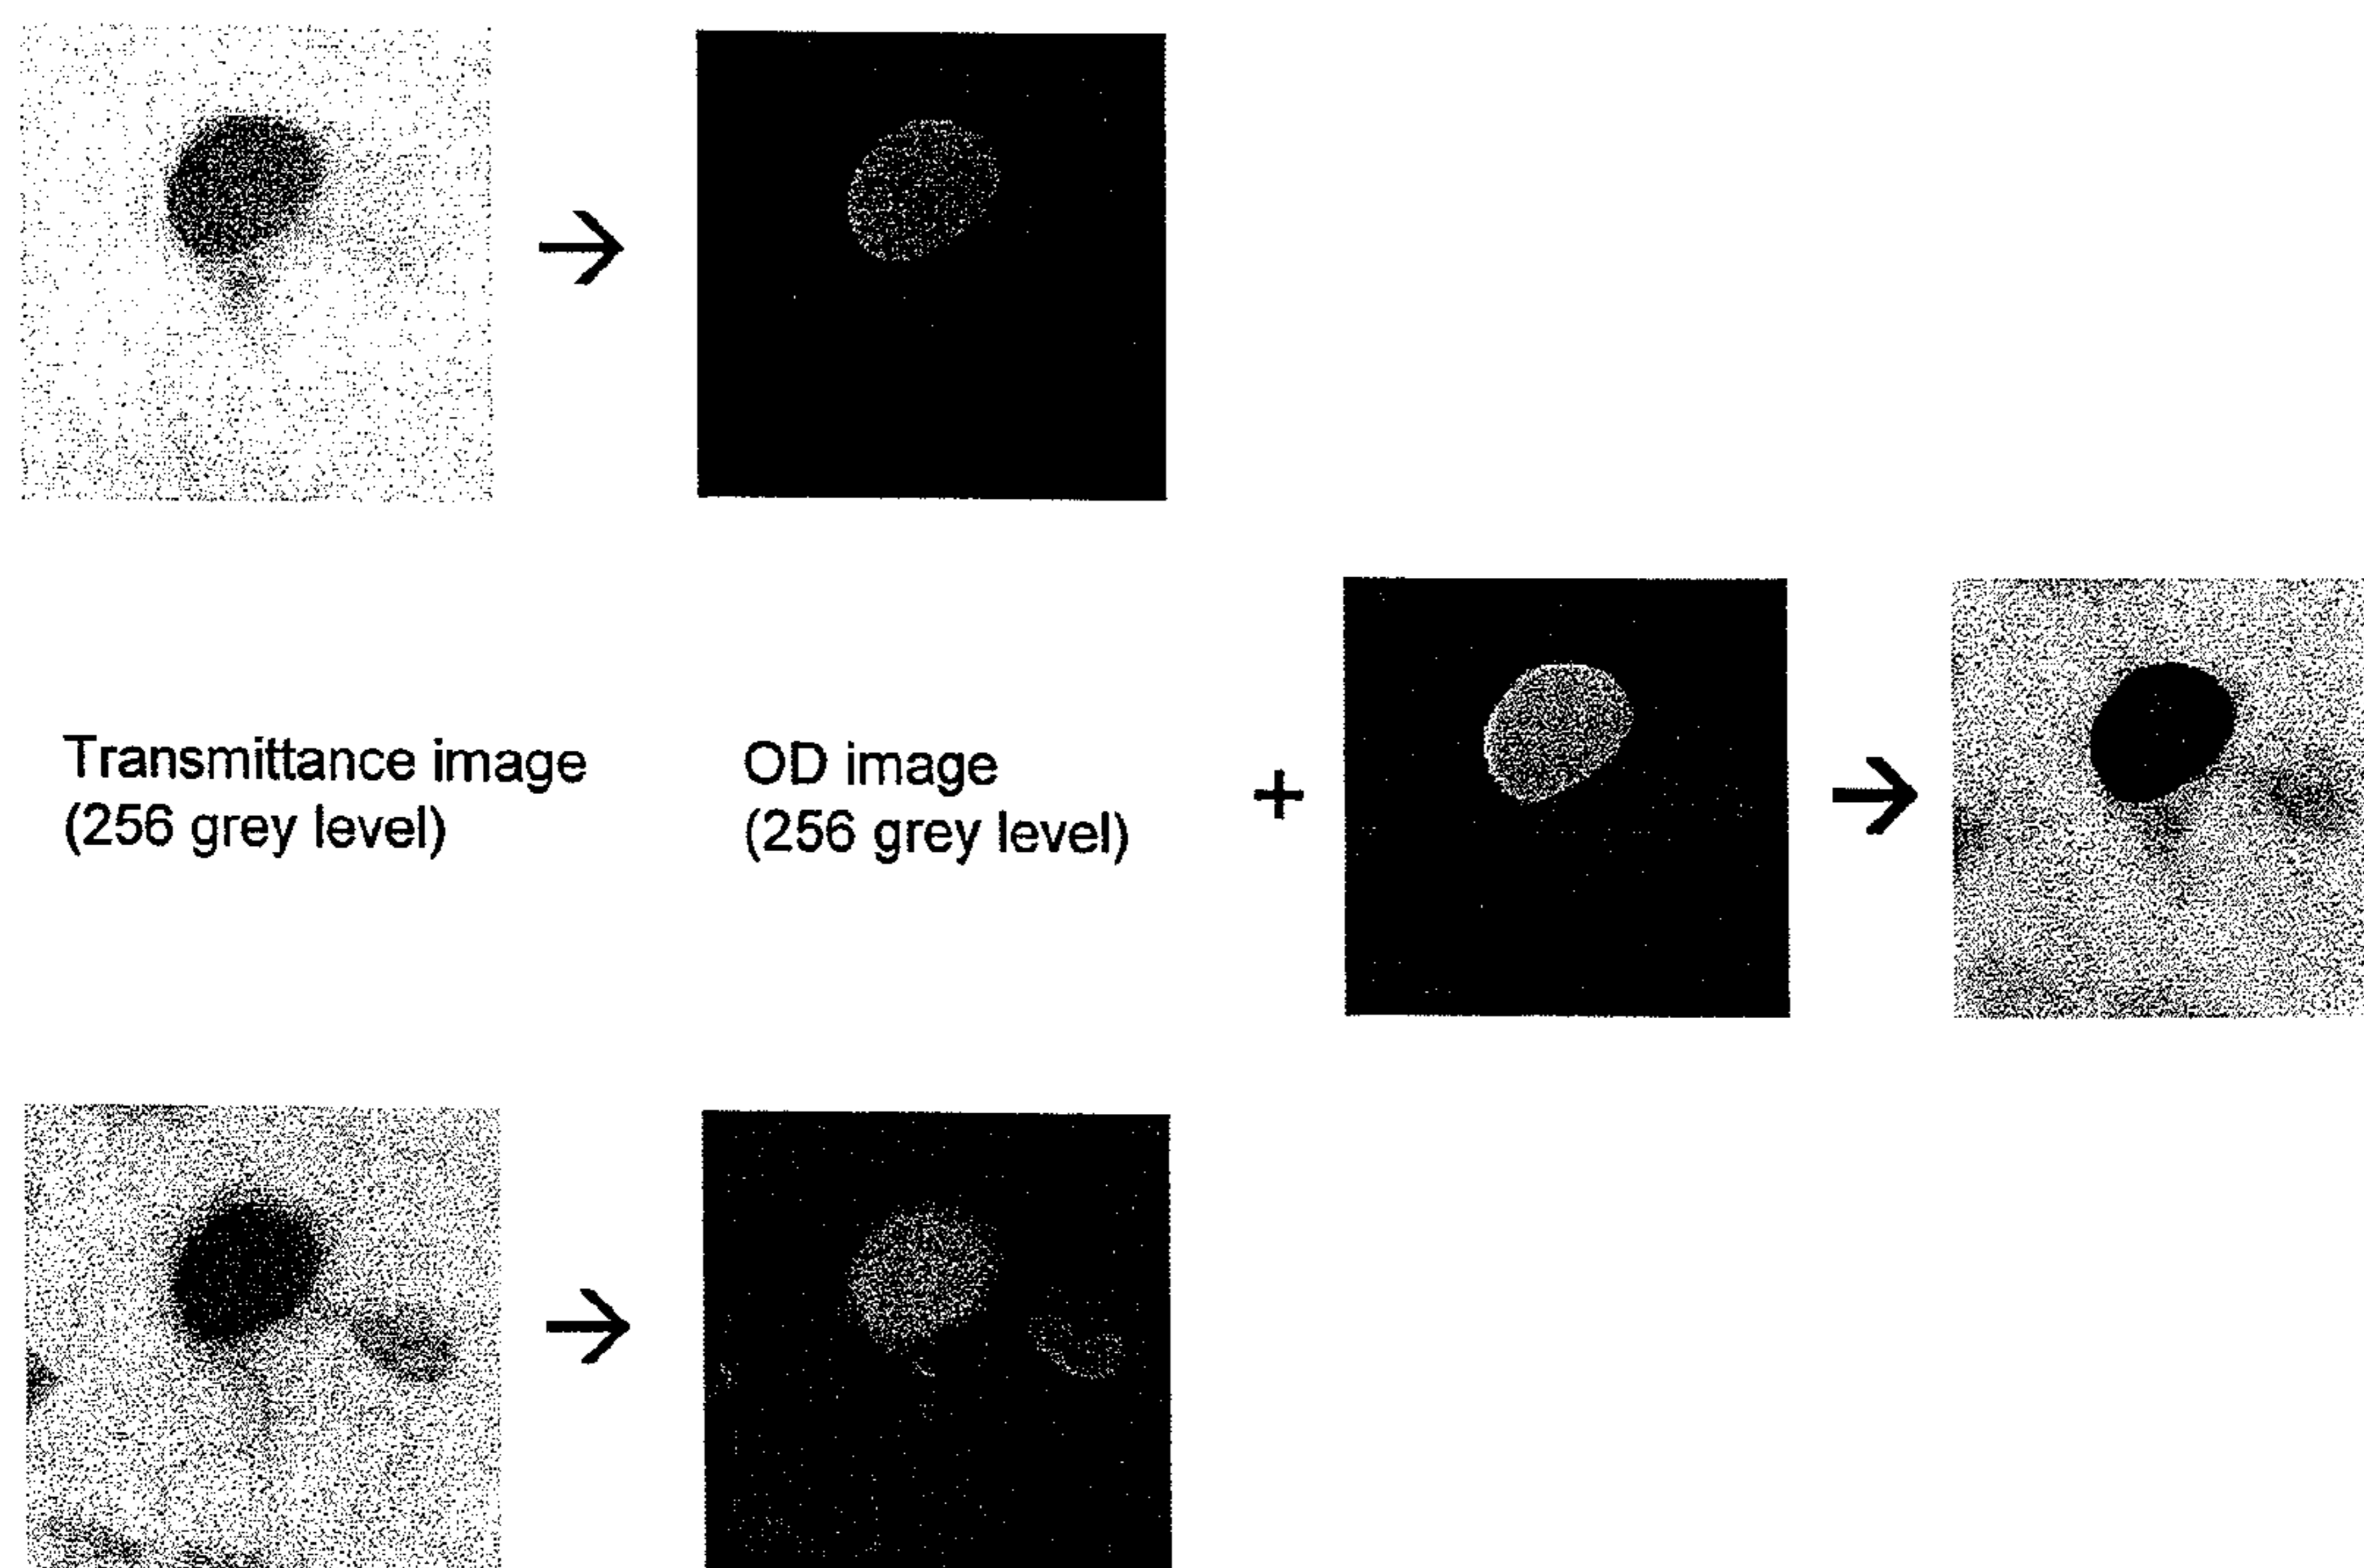 Transmittance image
(256 grey level)
OD image
(256 grey level)
+